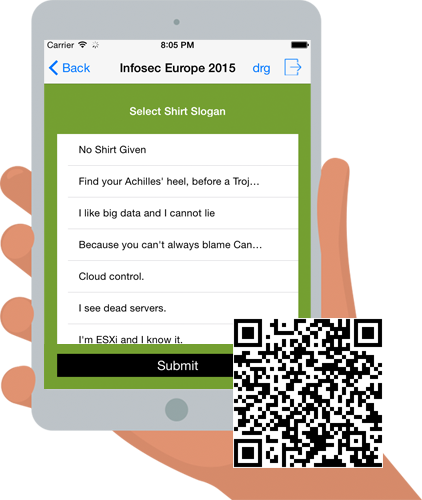 Carrier 8:05 PM
Back Infosec Europe 2015 drg
Select Shirt Slogan
No Shirt Given
Find your Achilles' heel, before a Troj…
I like big data and I cannot lie
Because you can't always blame Can…
Cloud control.
I see dead servers.
I'm ESXi and I know it.
Submit